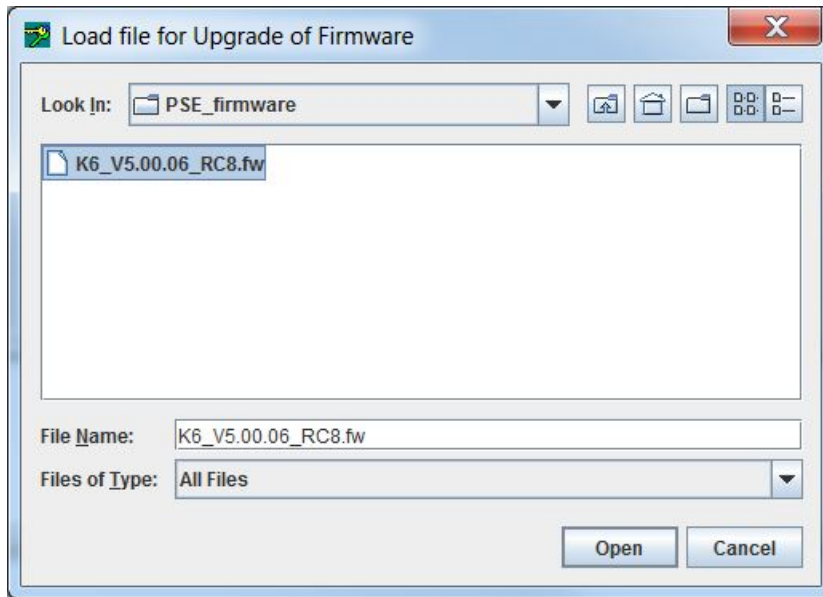 Load file for Upgrade of Firmware
Look In: PSE_firmware
K6_V5.00.06_RC8.fw
File Name: K6_V5.00.06_RC8.fw
Files of Type: All Files
Open Cancel